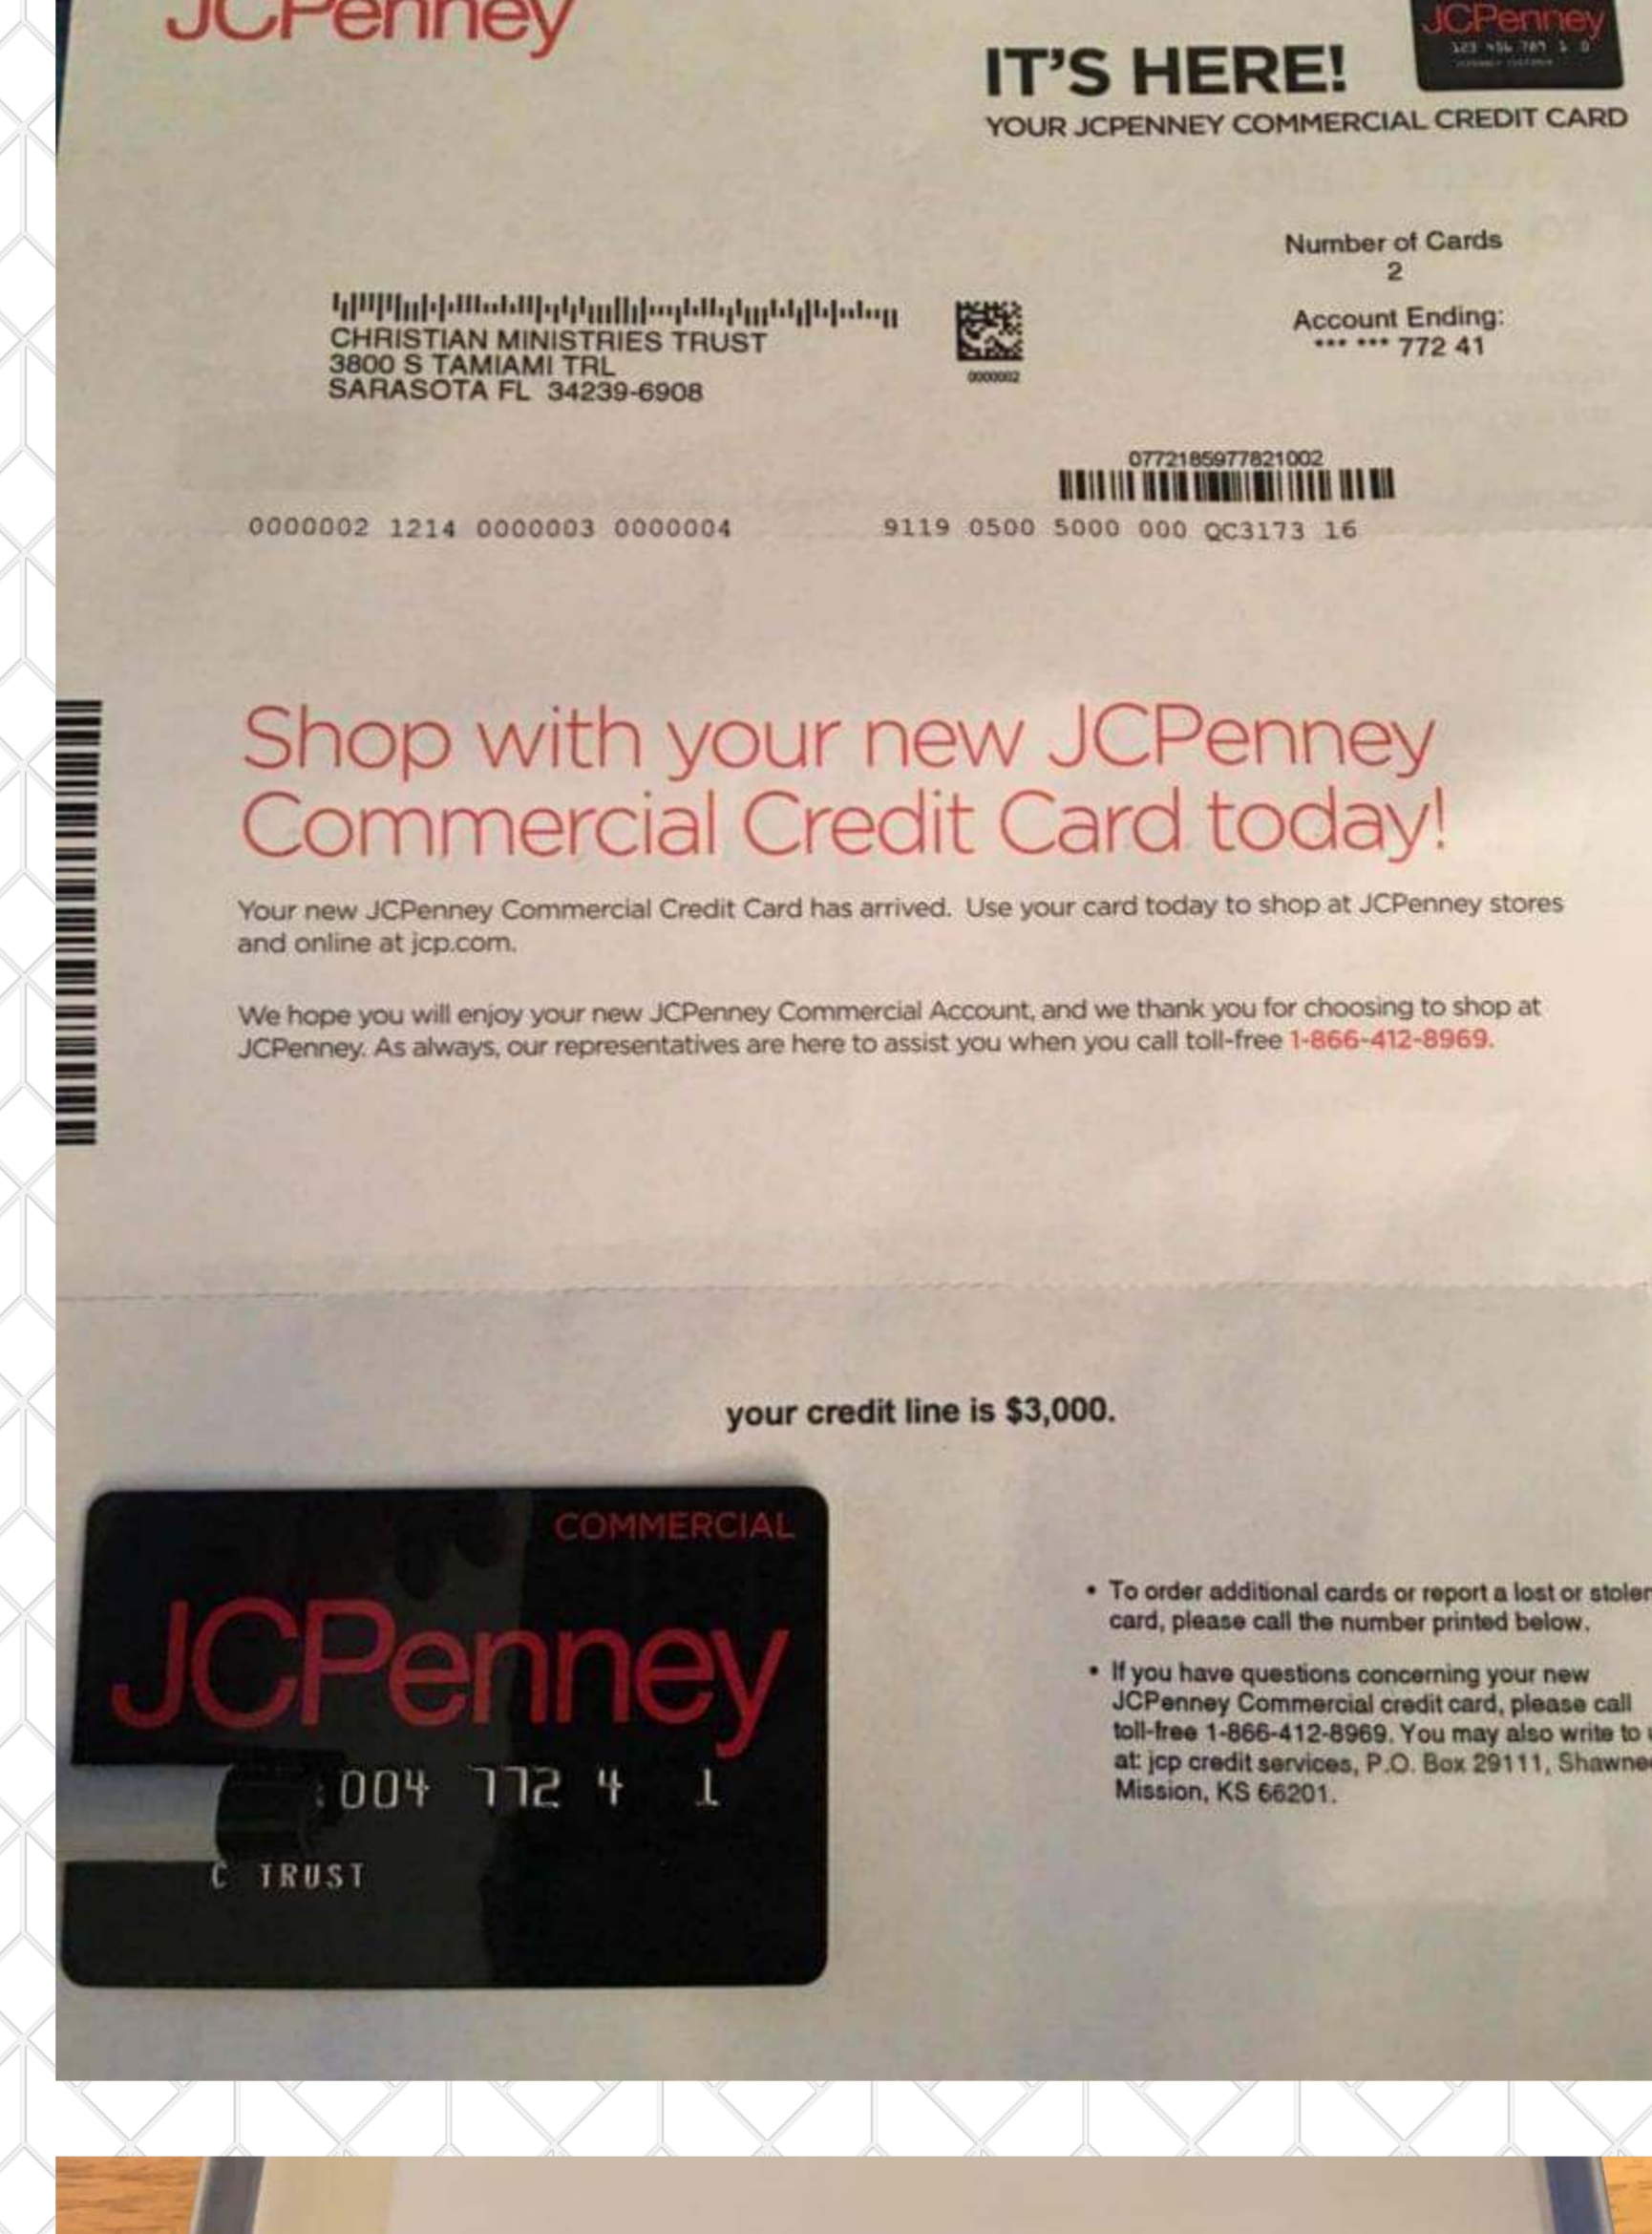 JCPenney
IT'S HERE!
YOUR JCPENNEY COMMERCIAL CREDIT CARD
JCPenney
123 456 789 1 0
Number of Cards
2
Account Ending:
*** *** 772 41
CHRISTIAN MINISTRIES TRUST
3800 S TAMIAMI TRL
SARASOTA FL 34239-6908
0000002
0772185977821002
0000002 1214 0000003 0000004
9119 0500 5000 000 QC3173 16
Shop with your new JCPenney
Commercial Credit Card today!
Your new JCPenney Commercial Credit Card has arrived. Use your card today to shop at JCPenney stores
and online at jcp.com.
We hope you will enjoy your new JCPenney Commercial Account, and we thank you for choosing to shop at
JCPenney. As always, our representatives are here to assist you when you call toll-free 1-866-412-8969.
your credit line is $3,000.
COMMERCIAL
JCPenney
004 772 4 1
C TRUST
• To order additional cards or report a lost or stolen
card, please call the number printed below.
• If you have questions concerning your new
JCPenney Commercial credit card, please call
toll-free 1-866-412-8969. You may also write to
at: jcp credit services, P.O. Box 29111, Shawnee
Mission, KS 66201.